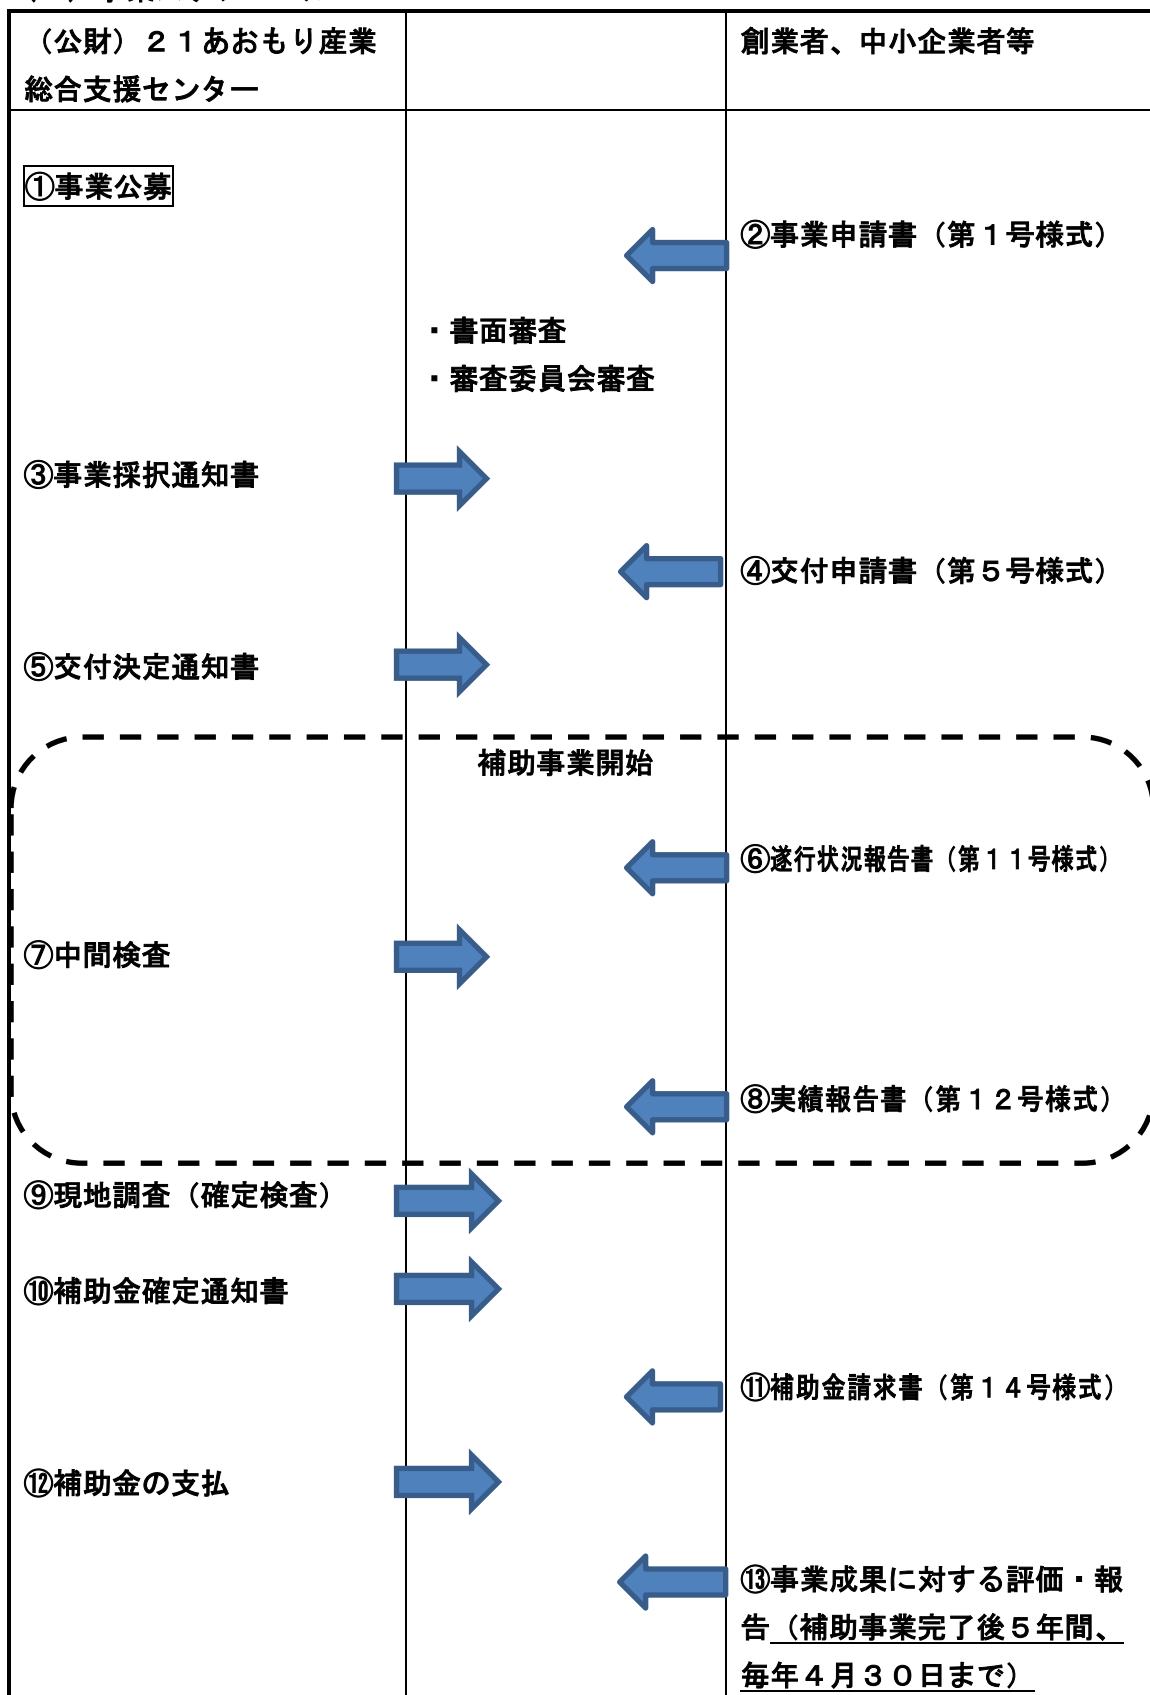 （公財）２１あおもり産業
総合支援センター
創業者、中小企業者等
①事業公募
②事業申請書（第１号様式）
・書面審査
・審査委員会審査
③事業採択通知書
④交付申請書（第５号様式）
⑤交付決定通知書
補助事業開始
⑥遂行状況報告書（第１１号様式）
⑦中間検査
⑧実績報告書（第１２号様式）
⑨現地調査（確定検査）
⑩補助金確定通知書
⑪補助金請求書（第１４号様式）
⑫補助金の支払
⑬事業成果に対する評価・報
告（補助事業完了後５年間、
毎年４月３０日まで）